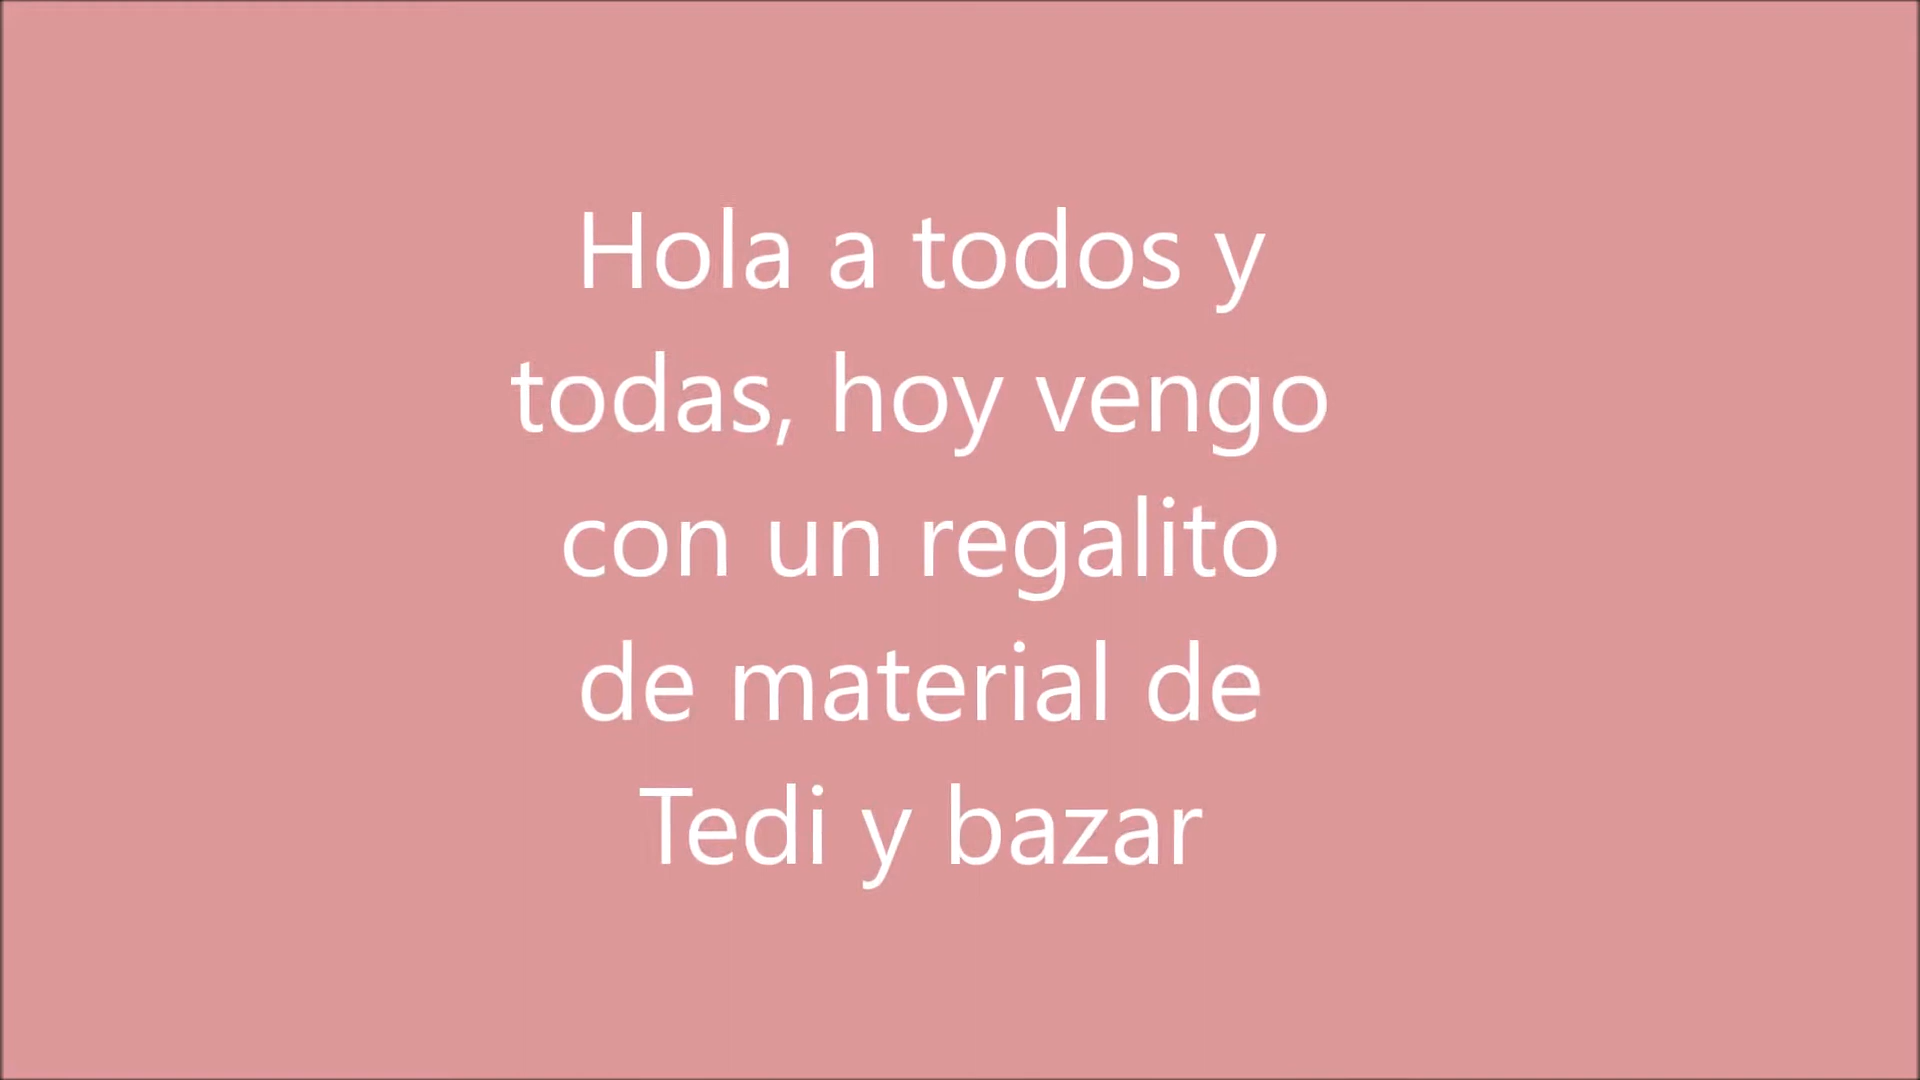 Hola a todos y
todas, hoy vengo
con un regalito
de material de
Tedi y bazar